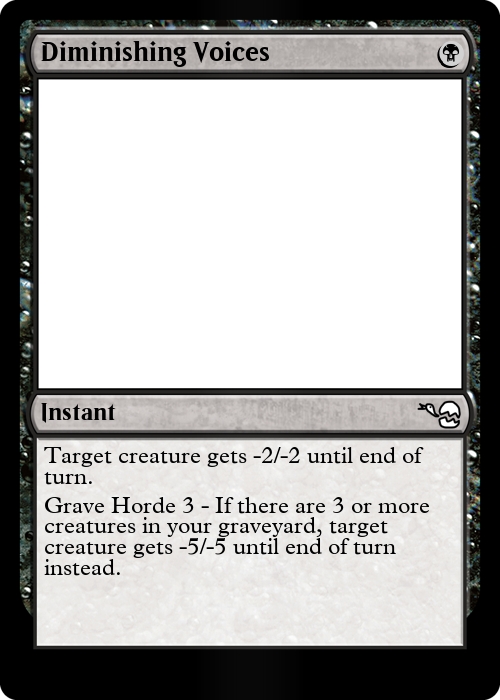 Diminishing Voices
Instant
Target creature gets -2/-2 until end of
turn.
Grave Horde 3 - If there are 3 or more
creatures in your graveyard, target
creature gets -5/-5 until end of turn
instead.